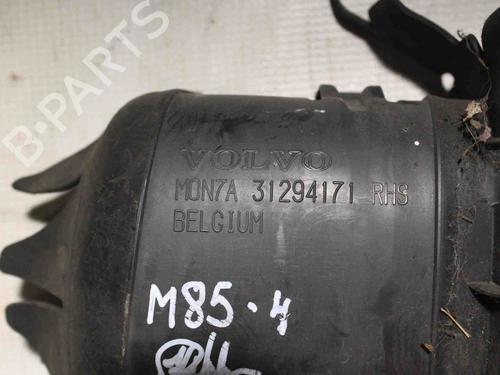 B-PARTS
VOLVO
MON7A 31294171 RHS
BELGIUM
M85.4